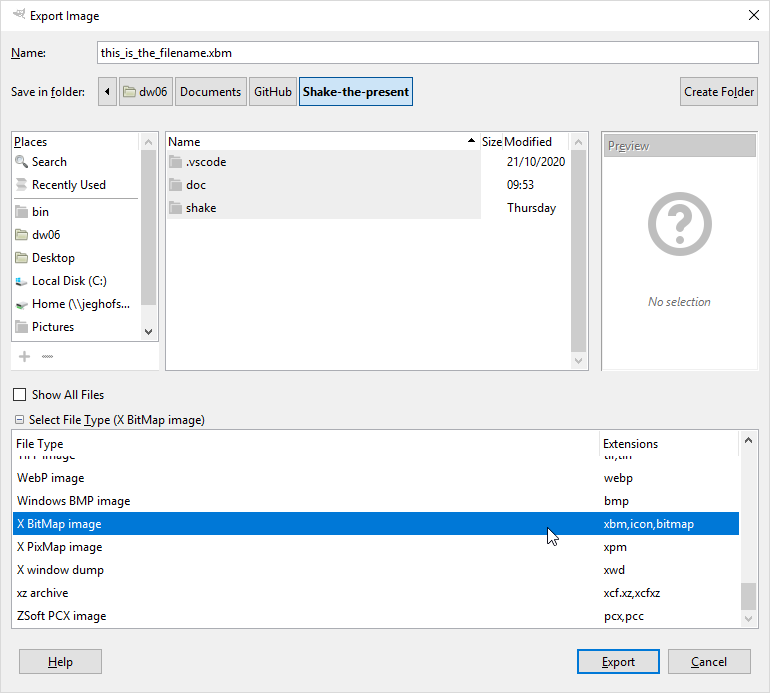 Export Image
Name: this_is_the_filename.xbm
Save in folder: dw06 Documents GitHub Shake-the-present Create Folder
Places
Search
Recently Used
bin
dw06
Desktop
Local Disk (C:)
Home (\\jeghofs...
Pictures
Name Size Modified
.vscode 21/10/2020
doc 09:53
shake Thursday
Preview
No selection
Show All Files
Select File Type (X BitMap image)
File Type Extensions
WebP image webp
Windows BMP image bmp
X BitMap image xbm,icon,bitmap
X PixMap image xpm
X window dump xwd
xz archive xcf.xz,xcfxz
ZSoft PCX image pcx,pcc
Help Export Cancel